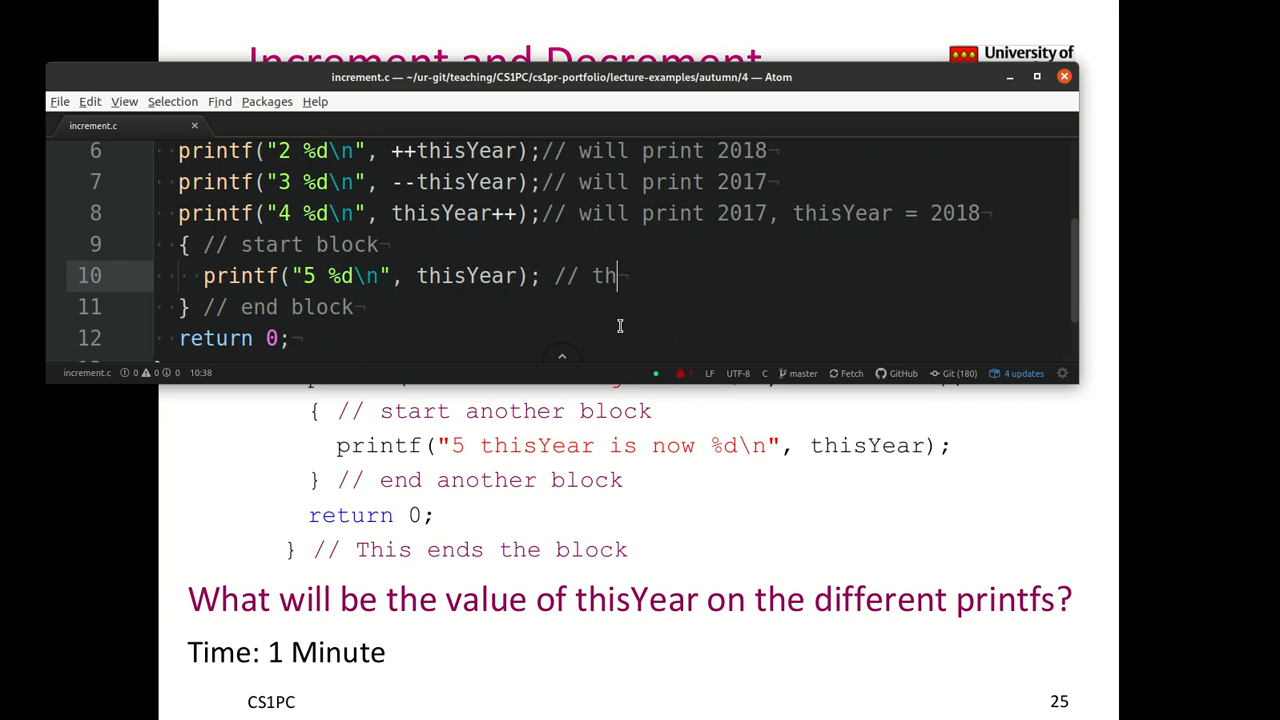 Increment and Decrement
University of
increment.c — ~/ur-git/teaching/CS1PC/cs1pr-portfolio/lecture-examples/autumn/4 — Atom
File Edit View Selection Find Packages Help
increment.c
6 printf("2 %d\n", ++thisYear);// will print 2018
7 printf("3 %d\n", --thisYear);// will print 2017
8 printf("4 %d\n", thisYear++);// will print 2017, thisYear = 2018
9 { // start block
10 printf("5 %d\n", thisYear); // th
11 } // end block
12 return 0;
increment.c 0 0 0 10:38 LF UTF-8 C master Fetch GitHub Git (180) 4 updates
{ // start another block
printf("5 thisYear is now %d\n", thisYear);
} // end another block
return 0;
} // This ends the block
What will be the value of thisYear on the different printfs?
Time: 1 Minute
CS1PC
25